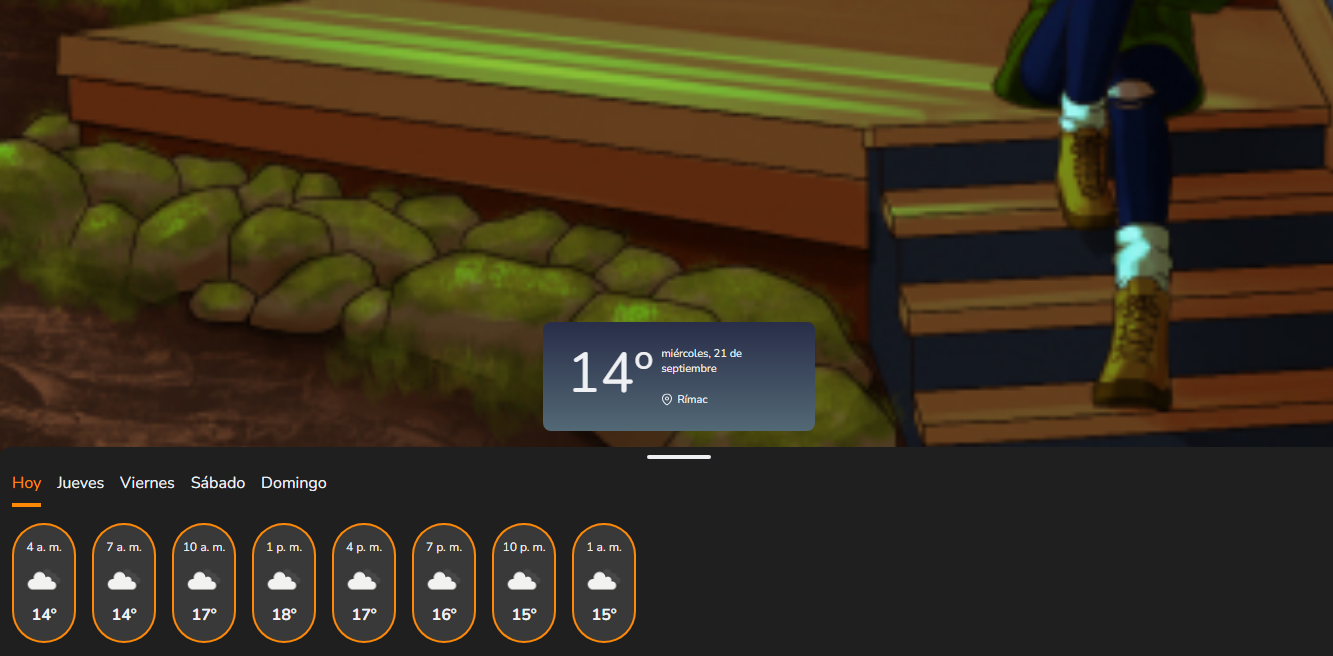 14°
miércoles, 21 de
septiembre
Rímac
Hoy Jueves Viernes Sábado Domingo
4 a. m. 7 a. m. 10 a. m. 1 p. m. 4 p. m. 7 p. m. 10 p. m. 1 a. m.
14° 14° 17° 18° 17° 16° 15° 15°